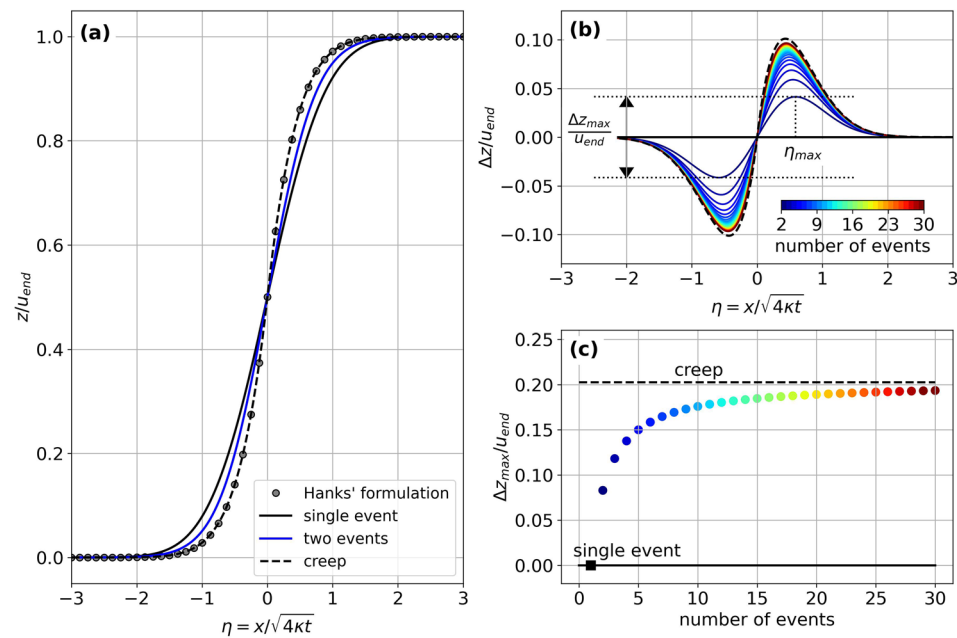 (a)
1.0
0.8
0.6
0.4
0.2
0.0
z/u_end
Hanks' formulation
single event
two events
creep
−3 −2 −1 0 1 2 3
η = x/√4κt
(b)
0.10
0.05
0.00
−0.05
−0.10
Δz/u_end
Δz_max
u_end
η_max
2 9 16 23 30
number of events
−3 −2 −1 0 1 2 3
η = x/√4κt
(c)
0.25
0.20
0.15
0.10
0.05
0.00
Δz_max/u_end
creep
single event
0 5 10 15 20 25 30
number of events